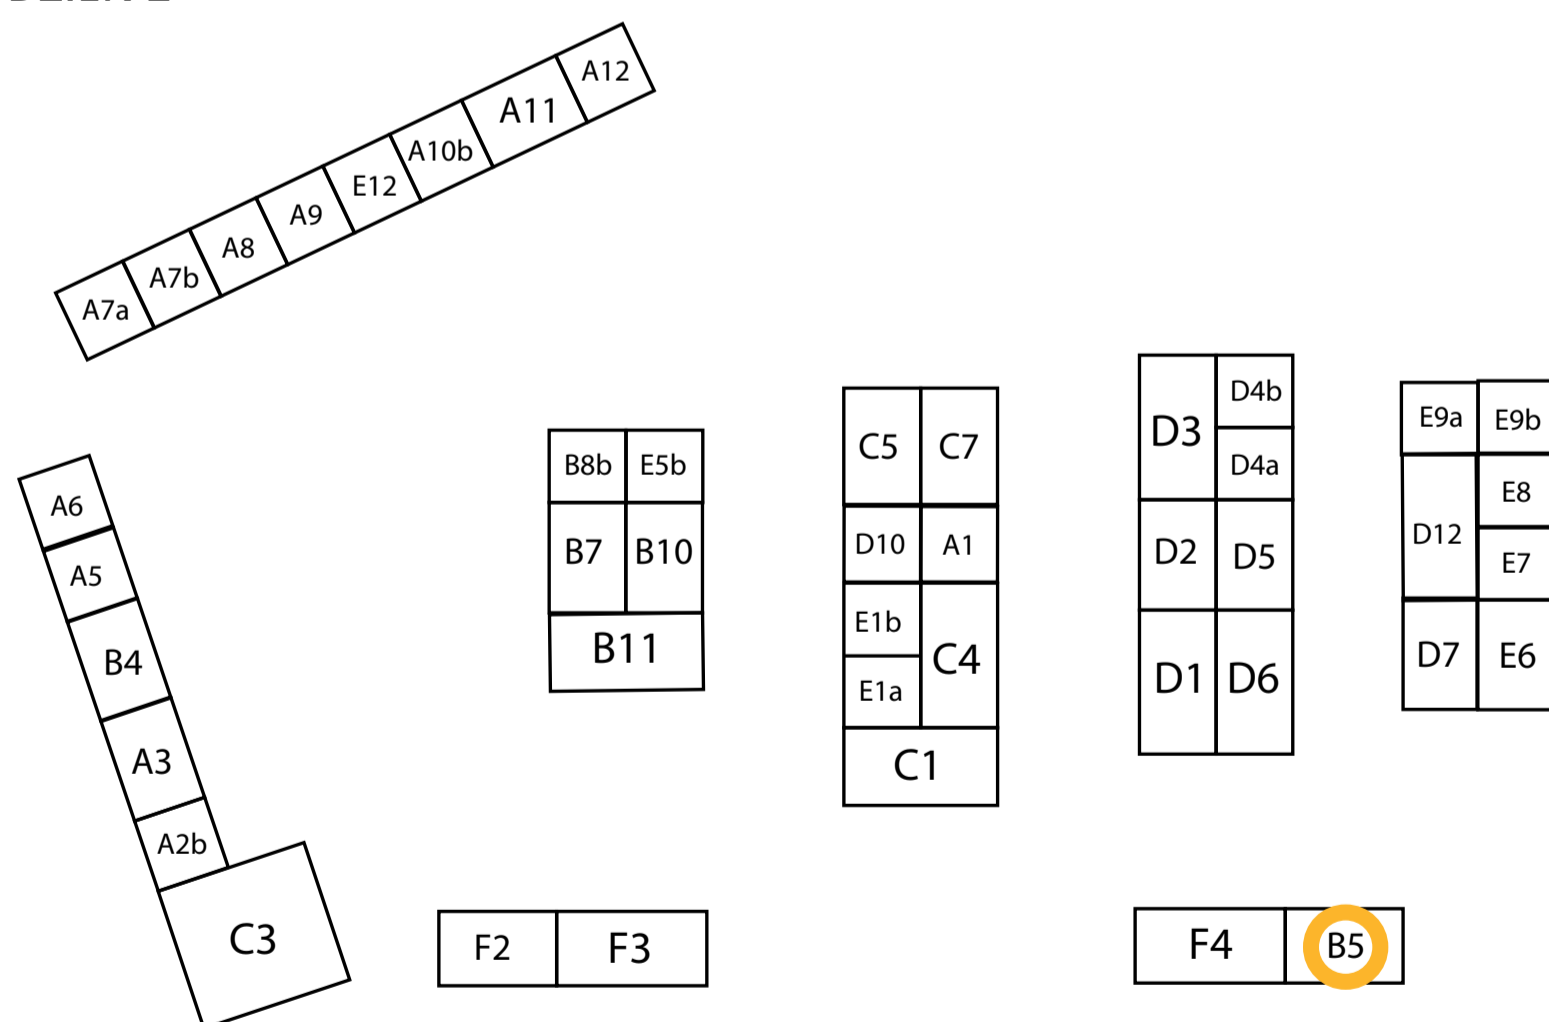 A12
A11
A10b
E12
A9
A8
A7b
A7a
A6
A5
B4
A3
A2b
C3
B8b E5b
B7 B10
B11
F2 F3
C5 C7
D10 A1
E1b
C4
E1a
C1
D3 D4b
D4a
D2 D5
D1 D6
E9a E9b
D12 E8
E7
D7 E6
F4 B5